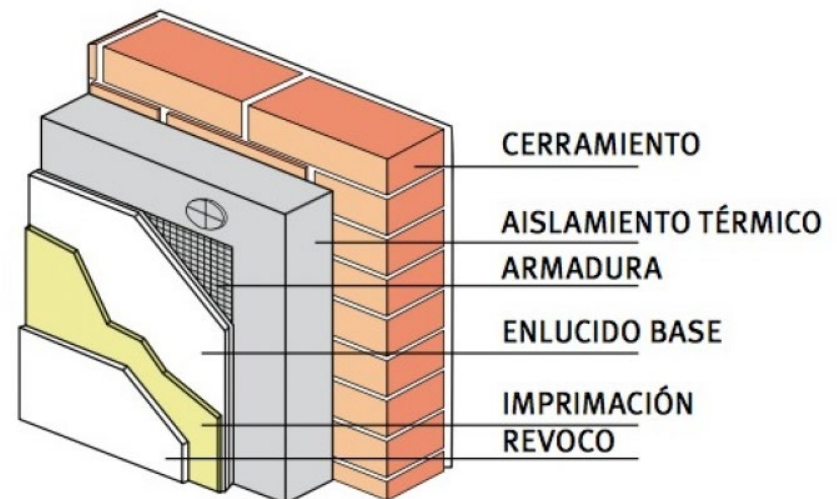 CERRAMIENTO
AISLAMIENTO TÉRMICO
ARMADURA
ENLUCIDO BASE
IMPRIMACIÓN
REVOCO